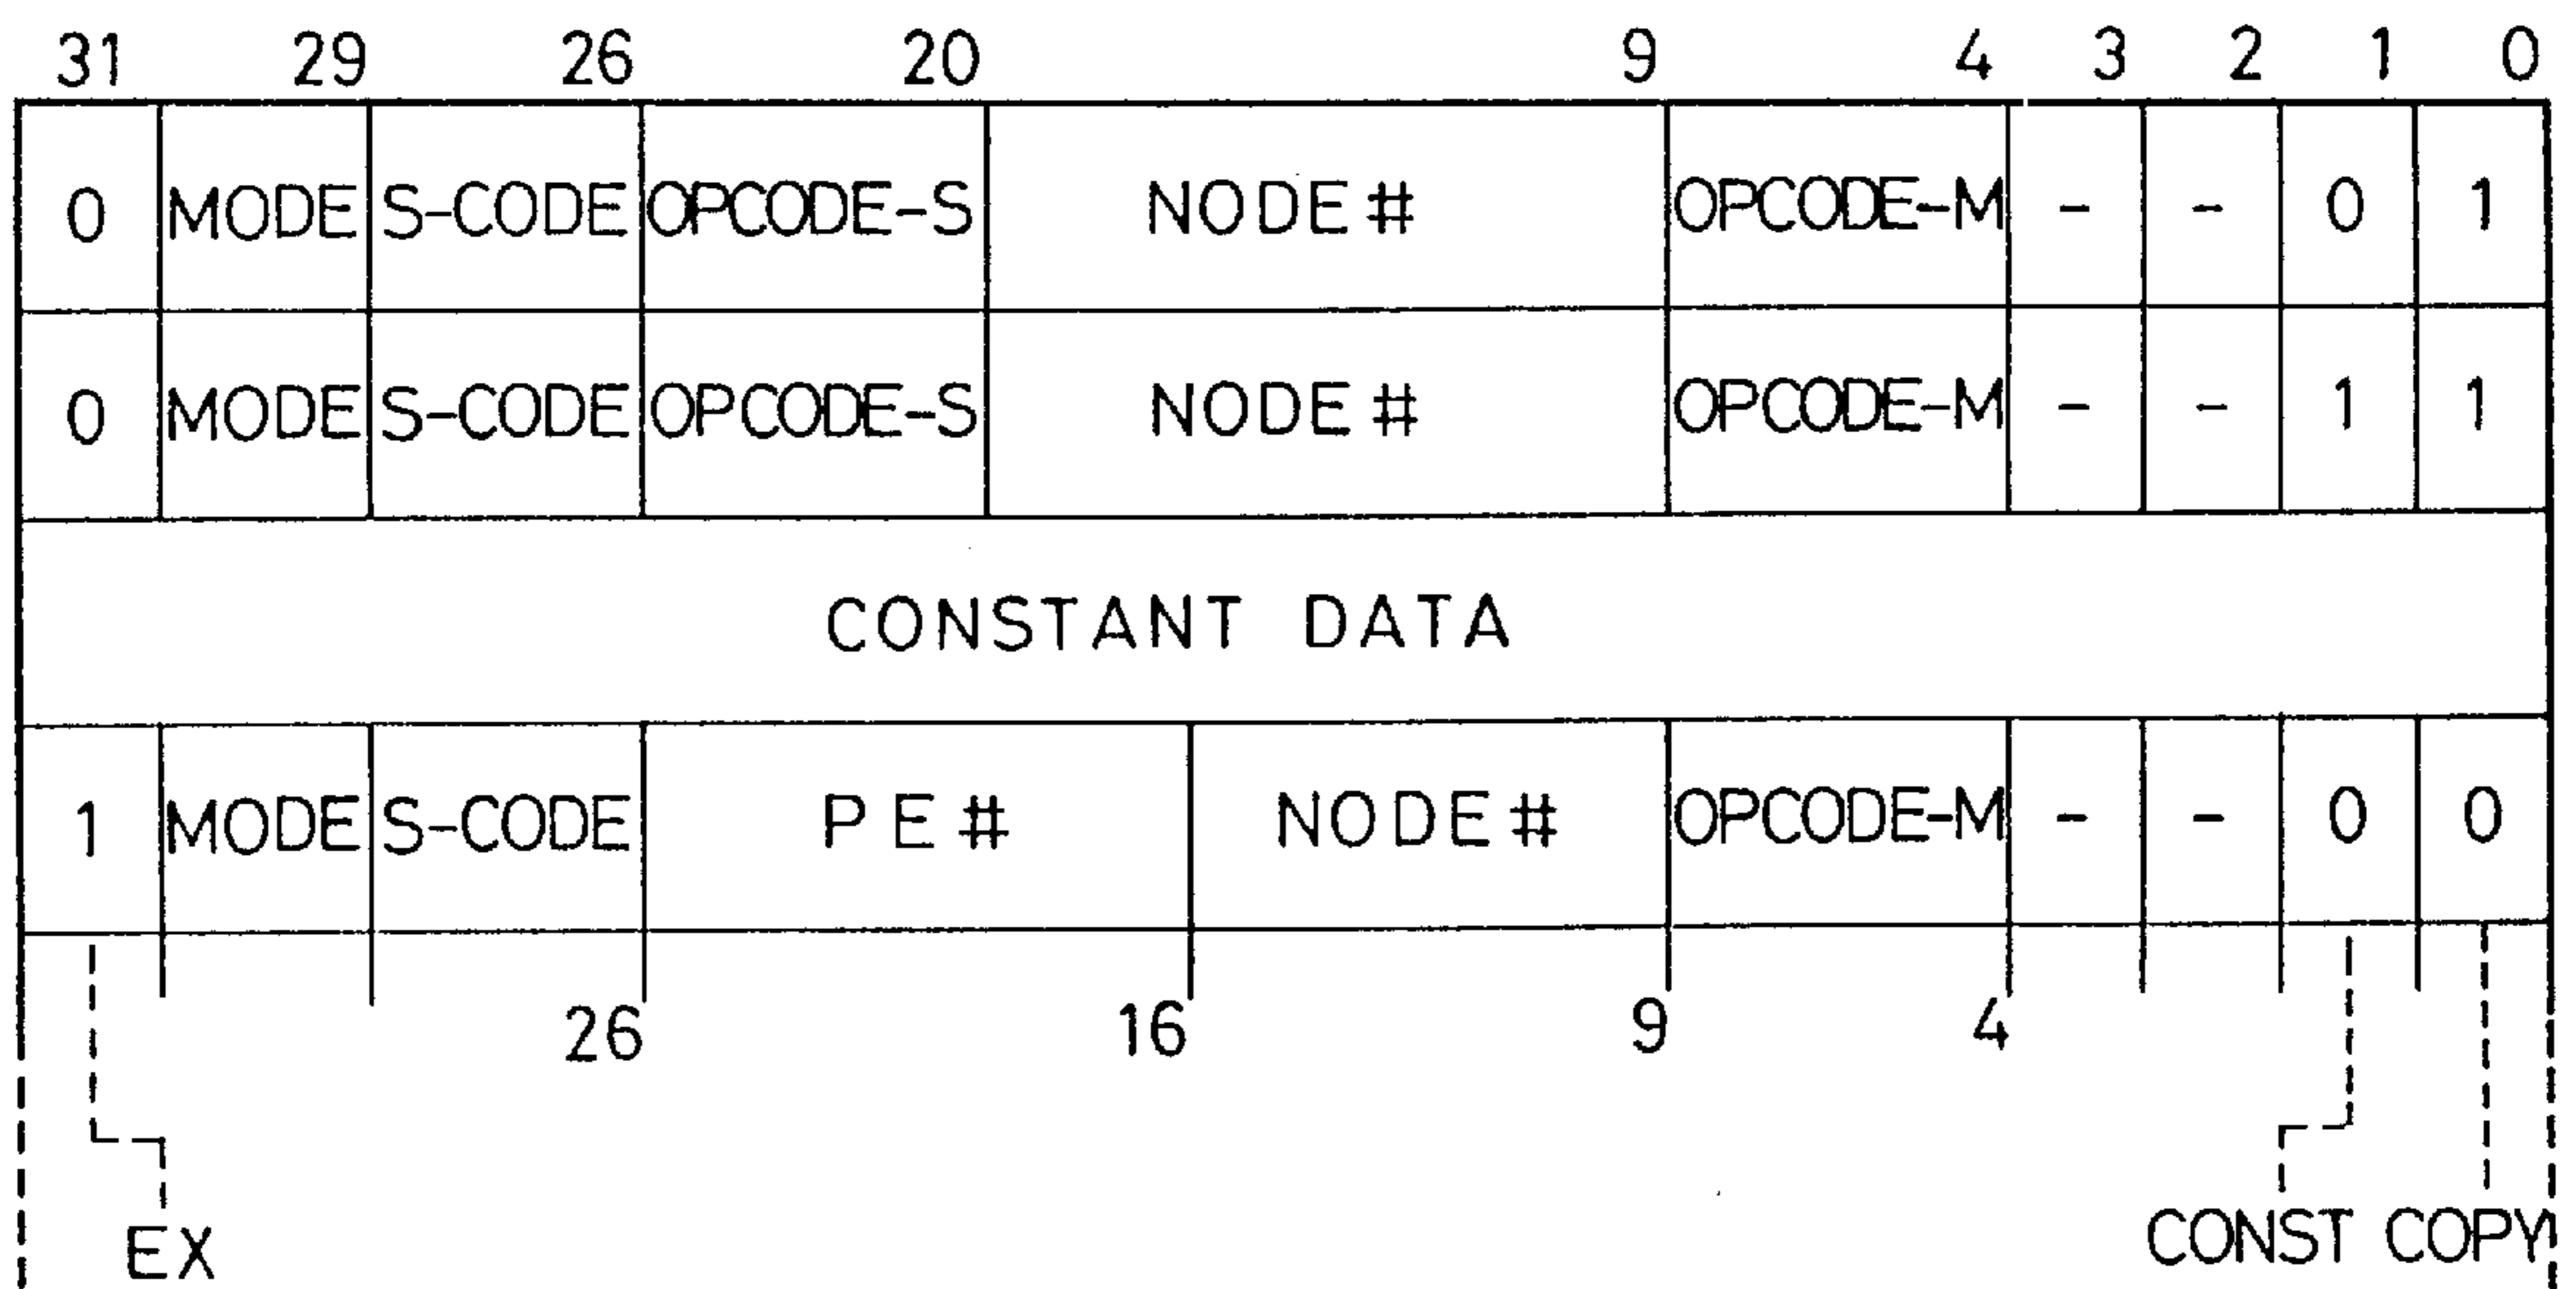 31 29 26 20 9 4 3 2 1 0
0 MODE S-CODE OPCODE-S NODE # OPCODE-M - - 0 1
0 MODE S-CODE OPCODE-S NODE # OPCODE-M - - 1 1
CONSTANT DATA
1 MODE S-CODE PE # NODE # OPCODE-M - - 0 0
26 16 9 4
EX CONST COPY